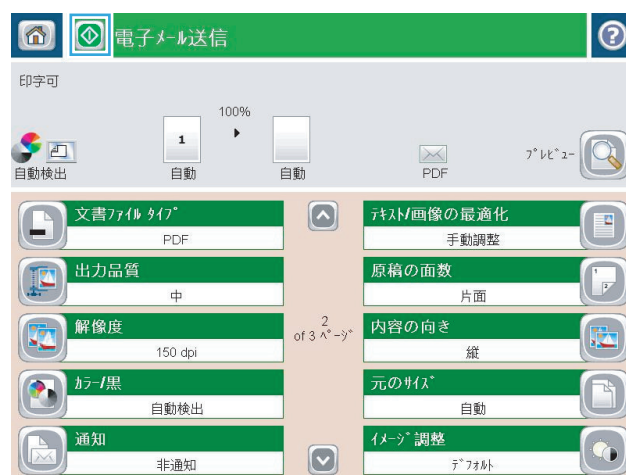 電子ﾒｰﾙ送信
印字可
100%
1
自動検出
自動
自動
PDF
ﾌﾟﾚﾋﾞｭｰ
文書ﾌｧｲﾙ ﾀｲﾌﾟ
PDF
出力品質
中
解像度
150 dpi
ｶﾗｰ/黒
自動検出
通知
非通知
2
of 3 ﾍﾟｰｼﾞ
ﾃｷｽﾄ/画像の最適化
手動調整
原稿の面数
片面
内容の向き
縦
元のｻｲｽﾞ
自動
ｲﾒｰｼﾞ調整
ﾃﾞﾌｫﾙﾄ